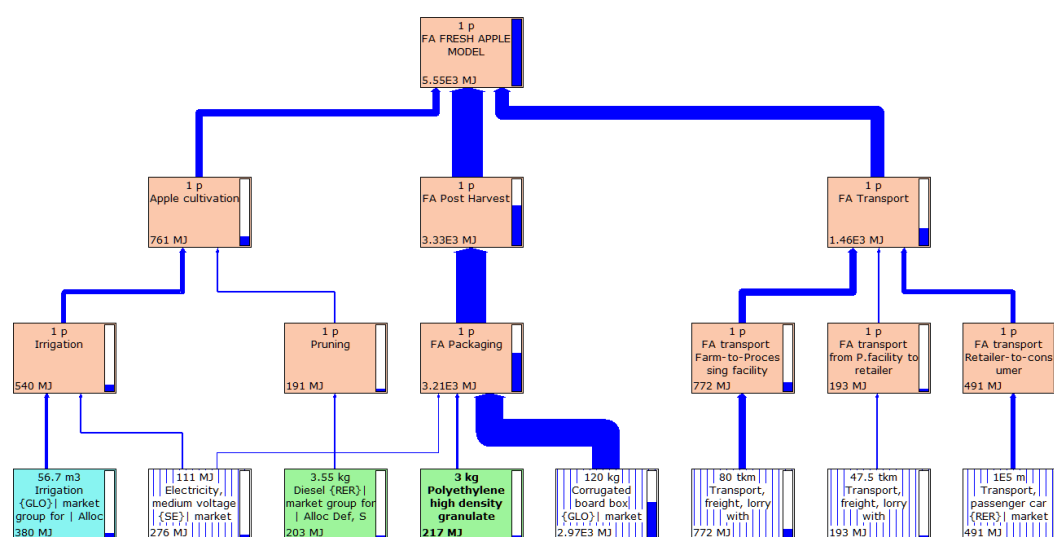 1 p
FA FRESH APPLE
MODEL
5.55E3 MJ
1 p
Apple cultivation
761 MJ
1 p
FA Post Harvest
3.33E3 MJ
1 p
FA Transport
1.46E3 MJ
1 p
Irrigation
540 MJ
1 p
Pruning
191 MJ
1 p
FA Packaging
3.21E3 MJ
1 p
FA transport
Farm-to-Proces
sing facility
772 MJ
1 p
FA transport
from P.facility to
retailer
193 MJ
1 p
FA transport
Retailer-to-cons
umer
491 MJ
56.7 m3
Irrigation
{GLO}| market
group for | Alloc
380 MJ
111 MJ
Electricity,
medium voltage
{SE}| market
276 MJ
3.55 kg
Diesel {RER}|
market group for
| Alloc Def, S
203 MJ
3 kg
Polyethylene
high density
granulate
217 MJ
120 kg
Corrugated
board box
{GLO}| market
2.97E3 MJ
80 tkm
Transport,
freight, lorry
with
772 MJ
47.5 tkm
Transport,
freight, lorry
with
193 MJ
1E5 m
Transport,
passenger car
{RER}| market
491 MJ